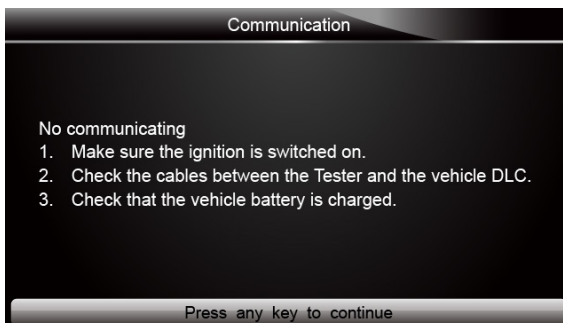 Communication
No communicating
1. Make sure the ignition is switched on.
2. Check the cables between the Tester and the vehicle DLC.
3. Check that the vehicle battery is charged.
Press any key to continue